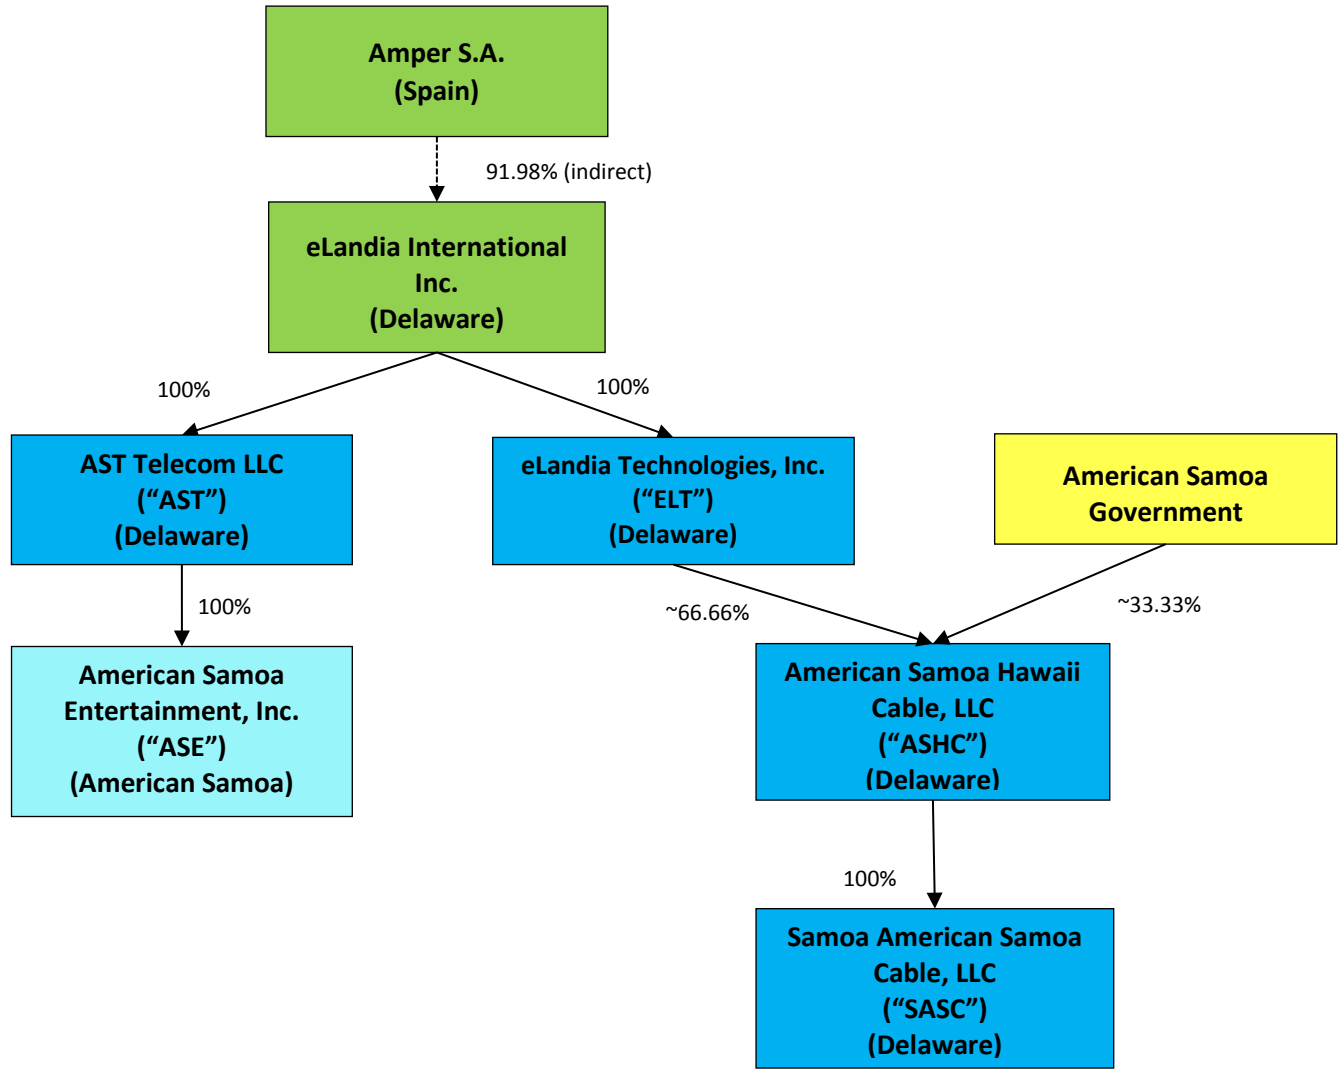 Amper S.A.
(Spain)
91.98% (indirect)
eLandia International
Inc.
(Delaware)
100%
100%
AST Telecom LLC
(“AST”)
(Delaware)
eLandia Technologies, Inc.
(“ELT”)
(Delaware)
American Samoa
Government
100%
~66.66%
~33.33%
American Samoa
Entertainment, Inc.
(“ASE”)
(American Samoa)
American Samoa Hawaii
Cable, LLC
(“ASHC”)
(Delaware)
100%
Samoa American Samoa
Cable, LLC
(“SASC”)
(Delaware)